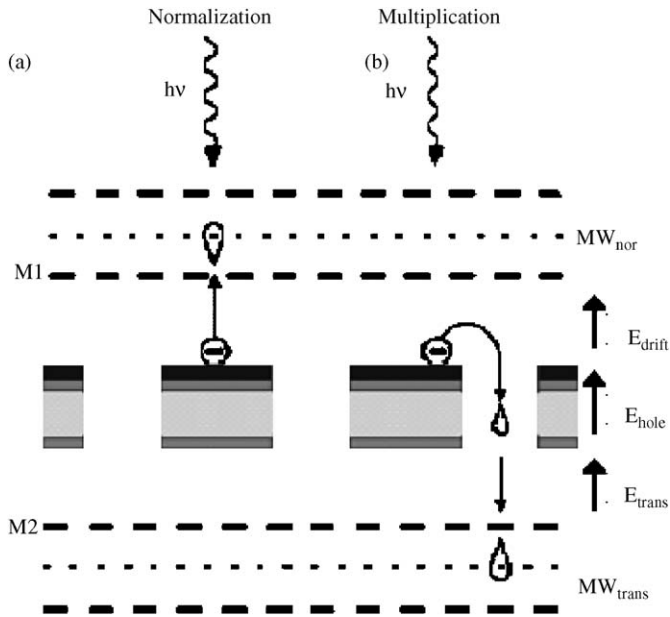 Normalization
Multiplication
(a)
(b)
hν
hν
MW_nor
M1
E_drift
E_hole
E_trans
M2
MW_trans